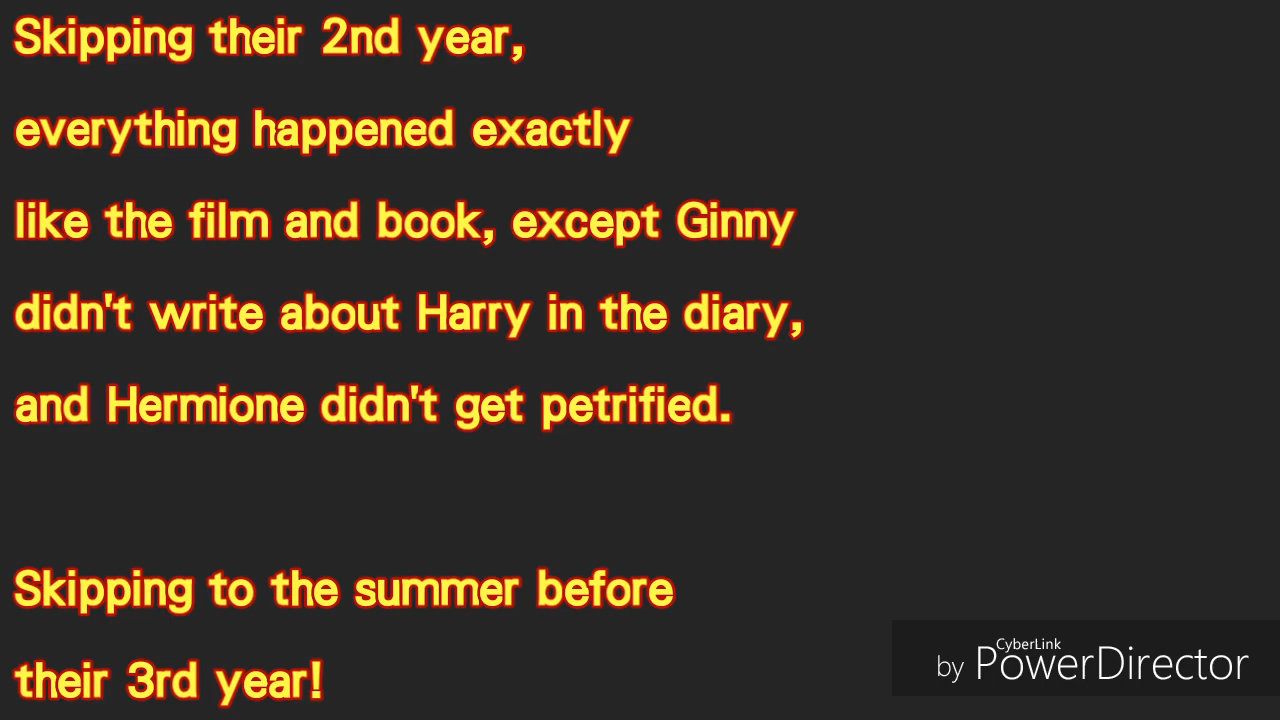 Skipping their 2nd year,
everything happened exactly
like the film and book, except Ginny
didn't write about Harry in the diary,
and Hermione didn't get petrified.
Skipping to the summer before
their 3rd year!
CyberLink
by PowerDirector